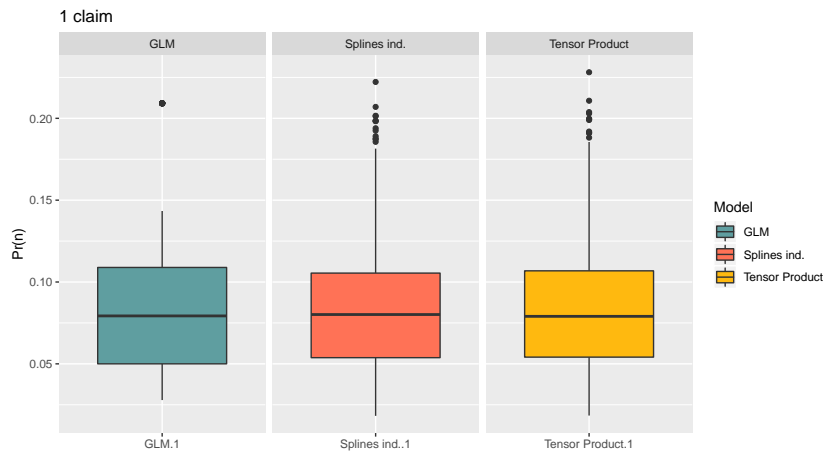 1 claim
GLM
Splines ind.
Tensor Product
Pr(n)
0.20
0.15
0.10
0.05
GLM.1
Splines ind..1
Tensor Product.1
Model
GLM
Splines ind.
Tensor Product